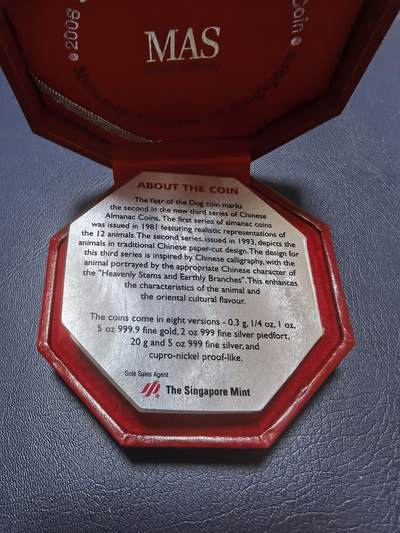 2006
Coin
MAS
ABOUT THE COIN
The Year of the Dog coin marks
the second in the new third series of Chinese
Almanac Coins. The first series of almanac coins
was issued in 1981 featuring realistic representations of
the 12 animals. The second series, issued in 1993, depicts the
animals in traditional Chinese paper-cut design. The design for
this third series is inspired by Chinese calligraphy, with the
animal portrayed by the appropriate Chinese character of
the "Heavenly Stems and Earthly Branches". This enhances
the characteristics of the animal and
the oriental cultural flavour.
The coins come in eight versions - 0.3 g, 1/4 oz, 1 oz,
5 oz 999.9 fine gold, 2 oz 999 fine silver piedfort,
20 g and 5 oz 999 fine silver, and
cupro-nickel proof-like.
Sole Sales Agent
The Singapore Mint